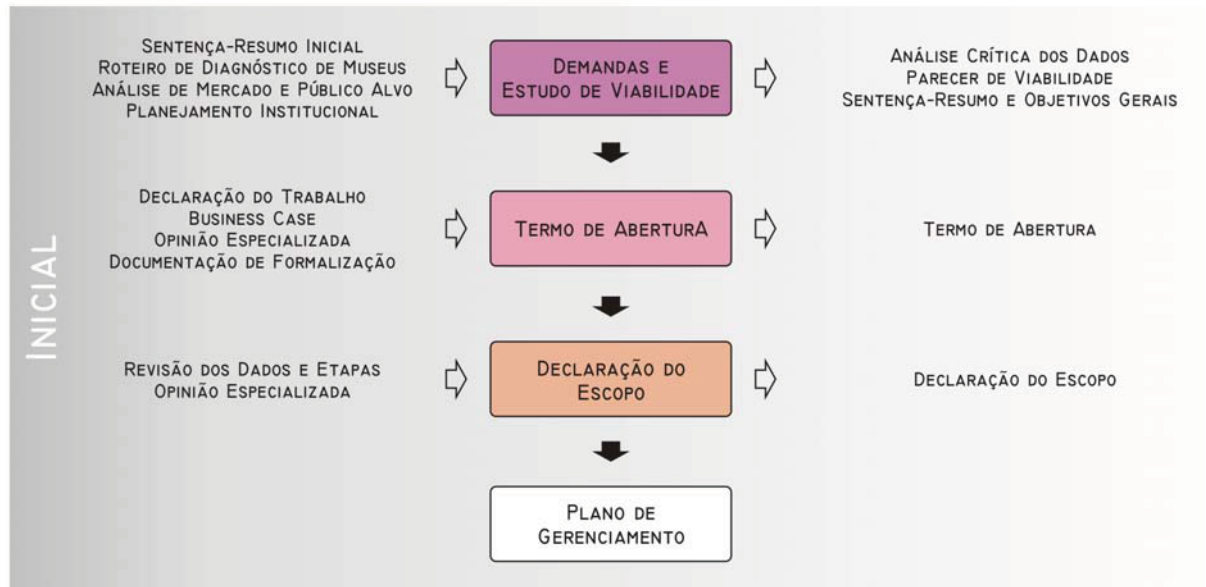 Sentença-Resumo Inicial
Roteiro de Diagnóstico de Museus
Análise de Mercado e Público Alvo
Planejamento Institucional
Demandas e
Estudo de Viabilidade
Análise Crítica dos Dados
Parecer de Viabilidade
Sentença-Resumo e Objetivos Gerais
Inicial
Declaração do Trabalho
Business Case
Opinião Especializada
Documentação de Formalização
Termo de AberturA
Termo de Abertura
Revisão dos Dados e Etapas
Opinião Especializada
Declaração do
Escopo
Declaração do Escopo
Plano de
Gerenciamento